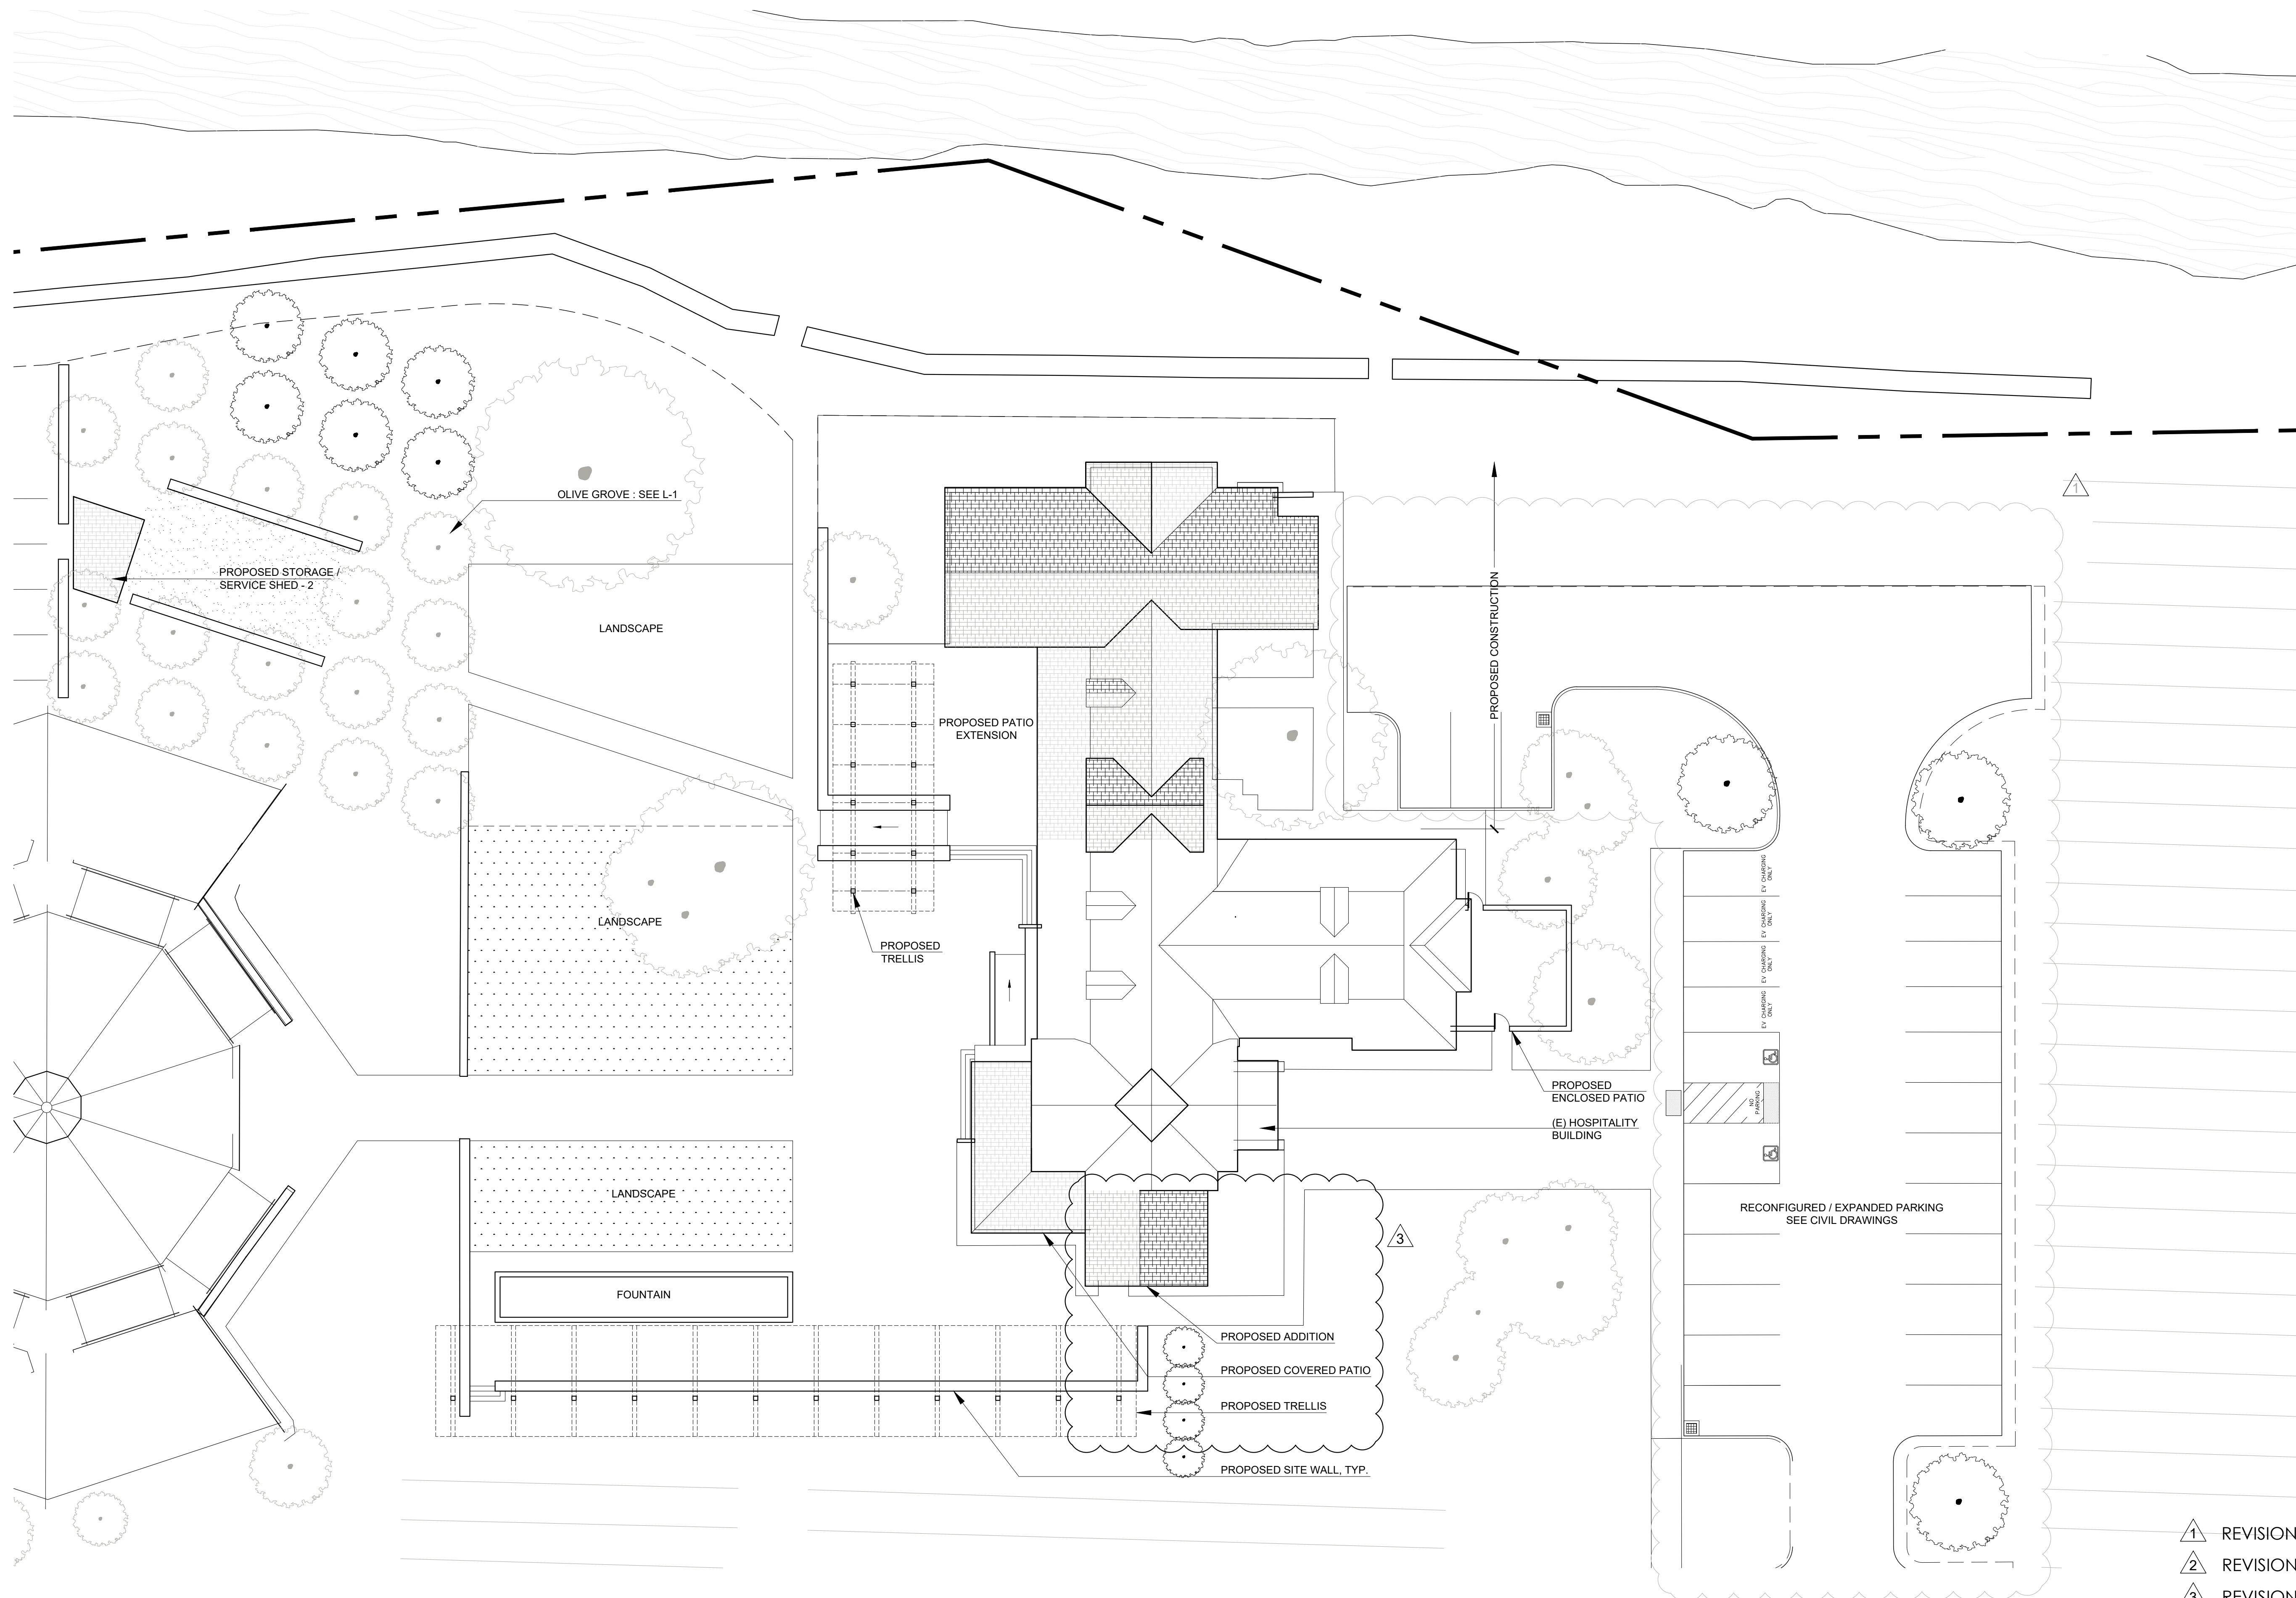 1
OLIVE GROVE : SEE L-1
PROPOSED STORAGE /
SERVICE SHED - 2
LANDSCAPE
PROPOSED CONSTRUCTION
PROPOSED PATIO
EXTENSION
LANDSCAPE
PROPOSED
TRELLIS
EV CHARGING
ONLY
EV CHARGING
ONLY
EV CHARGING
ONLY
EV CHARGING
ONLY
PROPOSED
ENCLOSED PATIO
NO
PARKING
(E) HOSPITALITY
BUILDING
LANDSCAPE
RECONFIGURED / EXPANDED PARKING
SEE CIVIL DRAWINGS
3
FOUNTAIN
PROPOSED ADDITION
PROPOSED COVERED PATIO
PROPOSED TRELLIS
PROPOSED SITE WALL, TYP.
1 REVISION
2 REVISION
3 REVISION